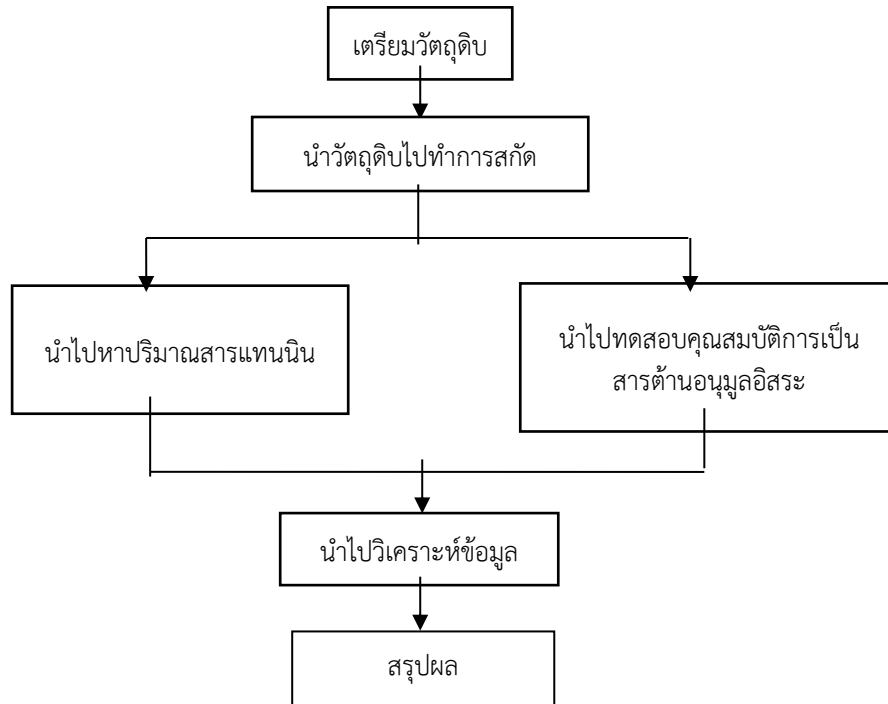 เตรียมวัตถุดิบ
นำวัตถุดิบไปทำการสกัด
นำไปหาปริมาณสารแทนนิน
นำไปทดสอบคุณสมบัติการเป็น
สารต้านอนุมูลอิสระ
นำไปวิเคราะห์ข้อมูล
สรุปผล